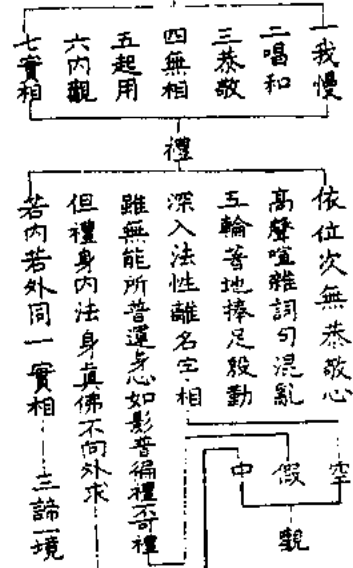 一我慢
二唱和
三恭敬
四無相
五起用
六內觀
七實相
禮
依位次無恭敬心
高聲喧雜詞句混亂
五輪著地捧足殷勤
深入法性離名字相
雖無能所普運身心如影普徧禮不可禮
但禮身內法身真佛不向外求
若內若外同一實相
三諦一境
空
假
中
觀